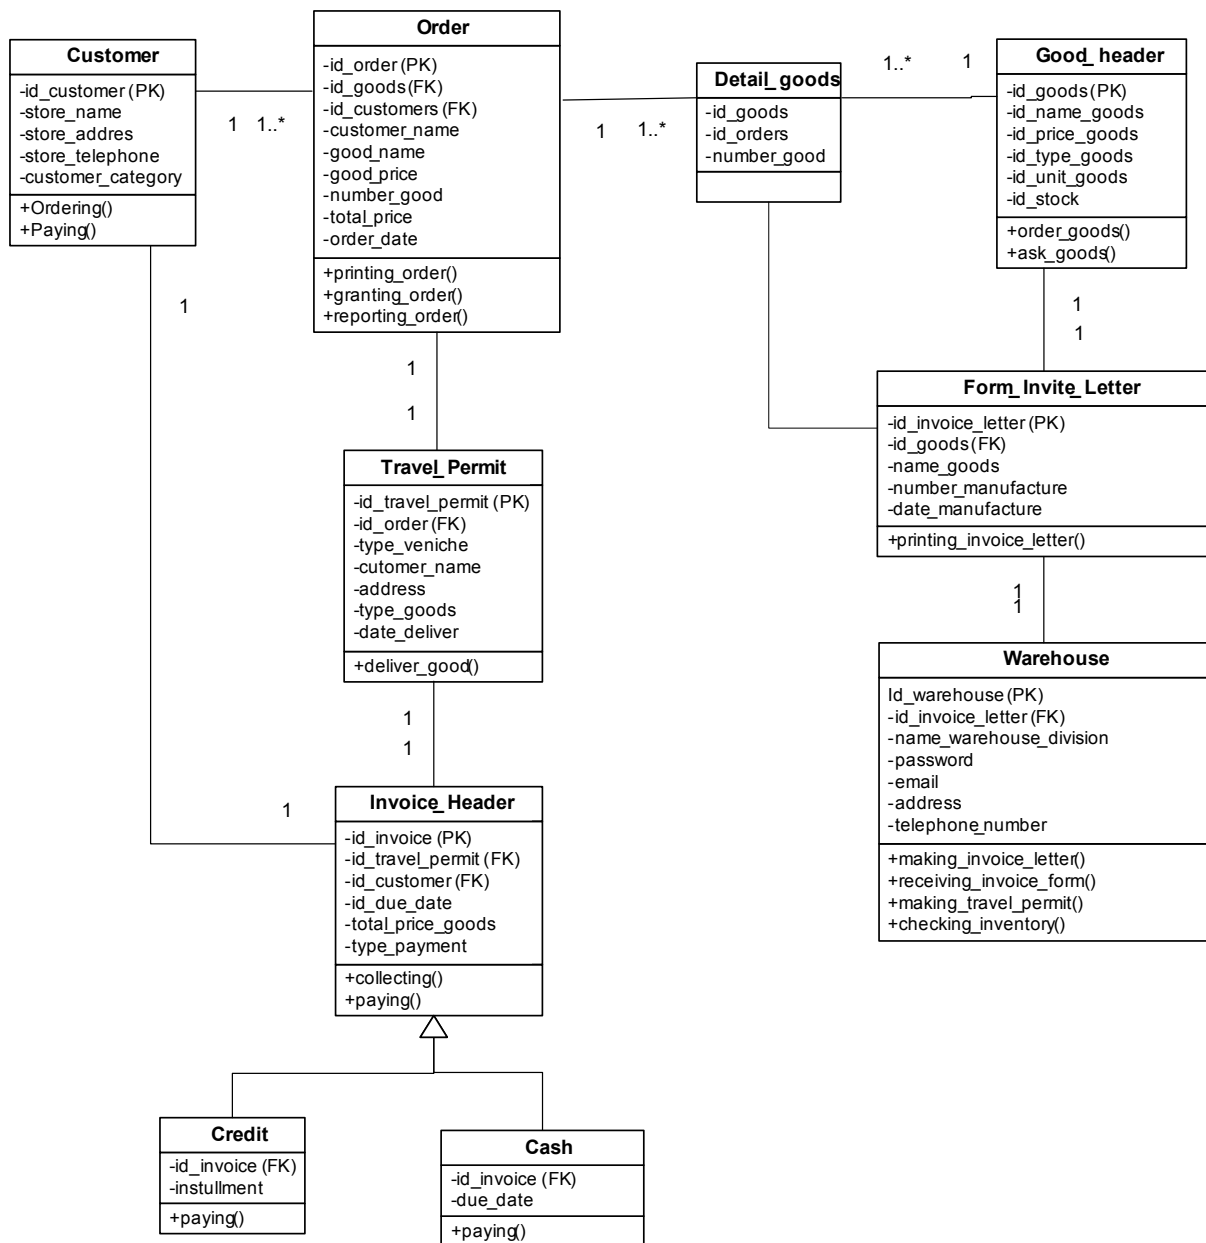 Customer
-id_customer (PK)
-store_name
-store_addres
-store_telephone
-customer_category
+Ordering()
+Paying()
1 1..*
Order
-id_order (PK)
-id_goods(FK)
-id_customers (FK)
-customer_name
-good_name
-good_price
-number_good
-total_price
-order_date
+printing_order()
+granting_order()
+reporting_order()
1 1..*
Detail_goods
-id_goods
-id_orders
-number_good
1..* 1
Good_header
-id_goods (PK)
-id_name_goods
-id_price_goods
-id_type_goods
-id_unit_goods
-id_stock
+order_goods()
+ask_goods()
1
1
1
1
1
Form_Invite_Letter
-id_invoice_letter (PK)
-id_goods (FK)
-name_goods
-number_manufacture
-date_manufacture
+printing_invoice_letter()
Travel_Permit
-id_travel_permit (PK)
-id_order (FK)
-type_veniche
-cutomer_name
-address
-type_goods
-date_deliver
+deliver_good()
1
1
1
1
Warehouse
Id_warehouse (PK)
-id_invoice_letter (FK)
-name_warehouse_division
-password
-email
-address
-telephone_number
+making_invoice_letter()
+receiving_invoice_form()
+making_travel_permit()
+checking_inventory()
1
Invoice_Header
-id_invoice (PK)
-id_travel_permit (FK)
-id_customer (FK)
-id_due_date
-total_price_goods
-type_payment
+collecting()
+paying()
Credit
-id_invoice (FK)
-instullment
+paying()
Cash
-id_invoice (FK)
-due_date
+paying()